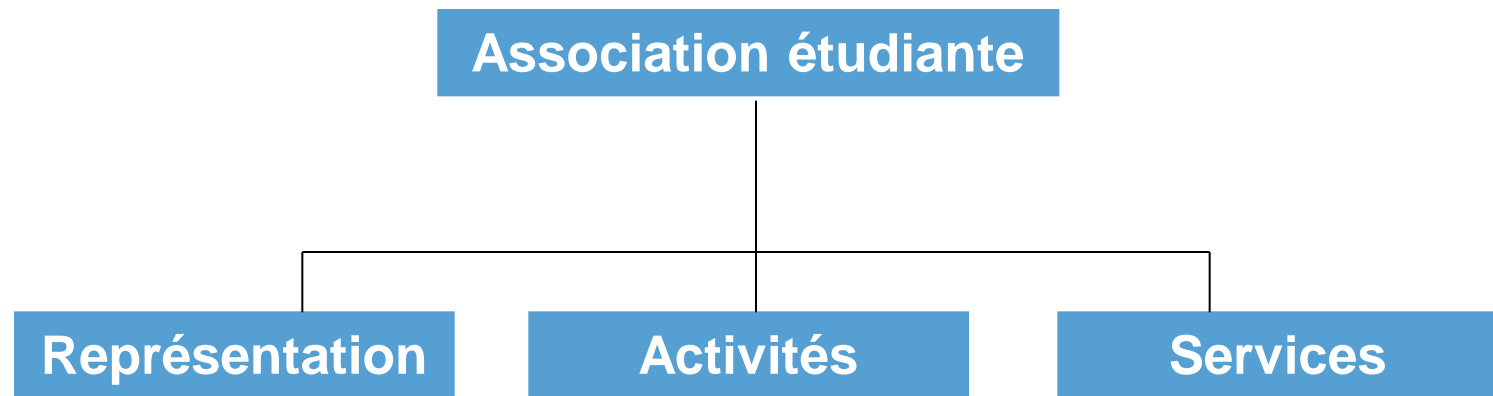 Association étudiante
Représentation
Activités
Services